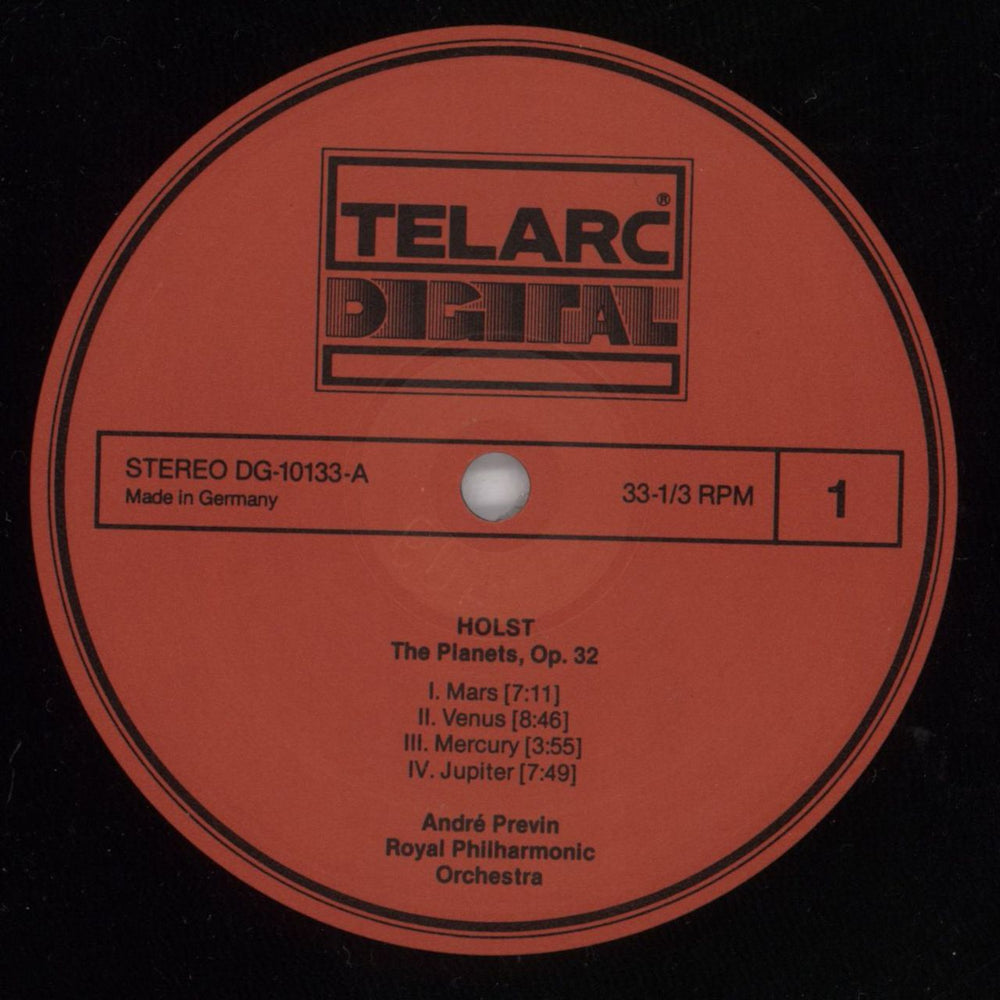 TELARC®
DIGITAL
STEREO DG-10133-A
Made in Germany
33-1/3 RPM
1
HOLST
The Planets, Op. 32
I. Mars [7:11]
II. Venus [8:46]
III. Mercury [3:55]
IV. Jupiter [7:49]
André Previn
Royal Philharmonic
Orchestra